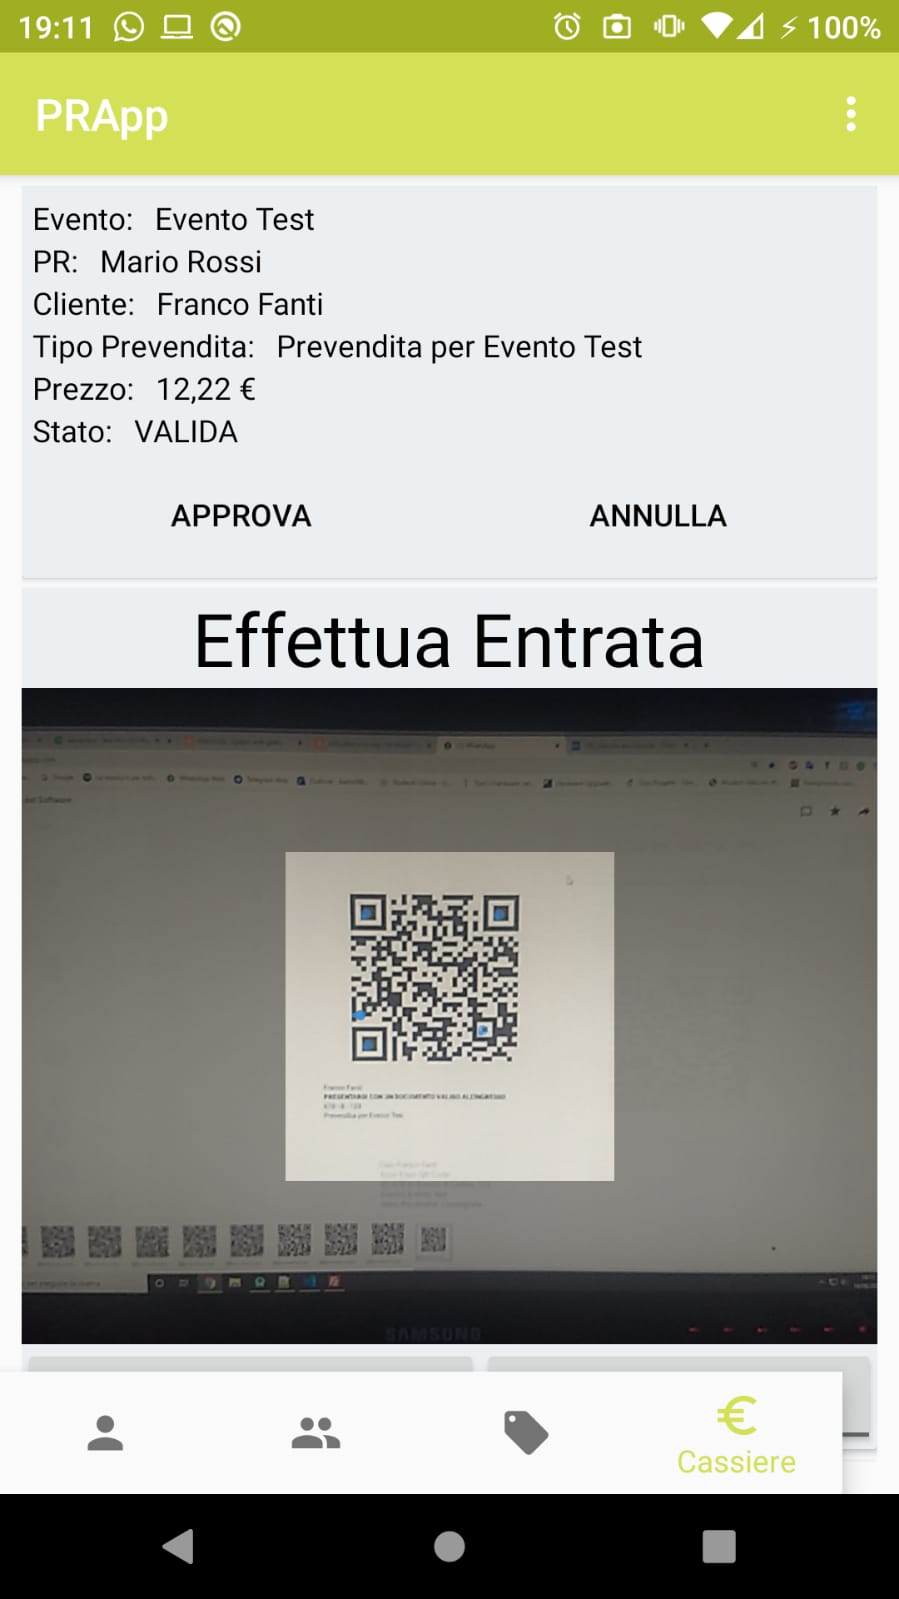 19:11 100%
PRApp
Evento: Evento Test
PR: Mario Rossi
Cliente: Franco Fanti
Tipo Prevendita: Prevendita per Evento Test
Prezzo: 12,22 €
Stato: VALIDA
APPROVA ANNULLA
Effettua Entrata
Franco Fanti
PRESENTARSI CON UN DOCUMENTO VALIDO ALL'INGRESSO
Prevendita per Evento Test
SAMSUNG
Cassiere